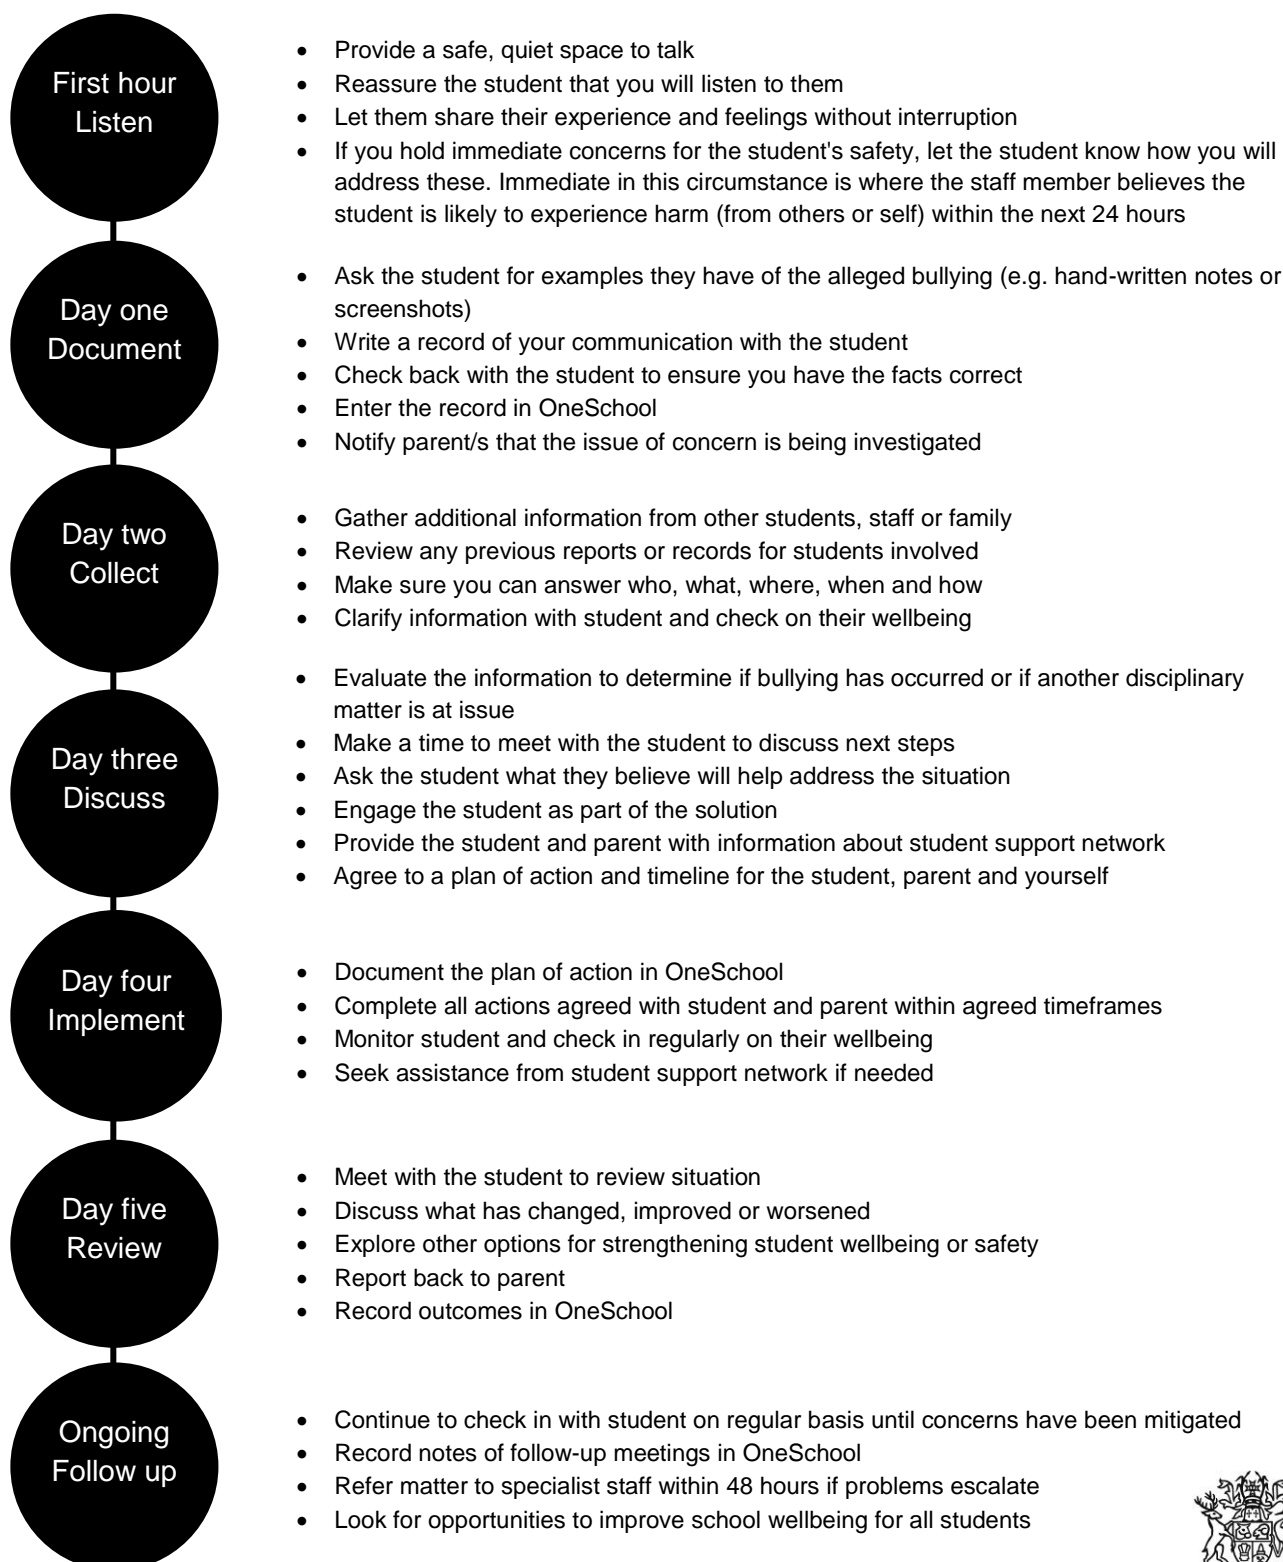 First hour
Listen
• Provide a safe, quiet space to talk
• Reassure the student that you will listen to them
• Let them share their experience and feelings without interruption
• If you hold immediate concerns for the student's safety, let the student know how you will
address these. Immediate in this circumstance is where the staff member believes the
student is likely to experience harm (from others or self) within the next 24 hours
Day one
Document
• Ask the student for examples they have of the alleged bullying (e.g. hand-written notes or
screenshots)
• Write a record of your communication with the student
• Check back with the student to ensure you have the facts correct
• Enter the record in OneSchool
• Notify parent/s that the issue of concern is being investigated
Day two
Collect
• Gather additional information from other students, staff or family
• Review any previous reports or records for students involved
• Make sure you can answer who, what, where, when and how
• Clarify information with student and check on their wellbeing
Day three
Discuss
• Evaluate the information to determine if bullying has occurred or if another disciplinary
matter is at issue
• Make a time to meet with the student to discuss next steps
• Ask the student what they believe will help address the situation
• Engage the student as part of the solution
• Provide the student and parent with information about student support network
• Agree to a plan of action and timeline for the student, parent and yourself
Day four
Implement
• Document the plan of action in OneSchool
• Complete all actions agreed with student and parent within agreed timeframes
• Monitor student and check in regularly on their wellbeing
• Seek assistance from student support network if needed
Day five
Review
• Meet with the student to review situation
• Discuss what has changed, improved or worsened
• Explore other options for strengthening student wellbeing or safety
• Report back to parent
• Record outcomes in OneSchool
Ongoing
Follow up
• Continue to check in with student on regular basis until concerns have been mitigated
• Record notes of follow-up meetings in OneSchool
• Refer matter to specialist staff within 48 hours if problems escalate
• Look for opportunities to improve school wellbeing for all students